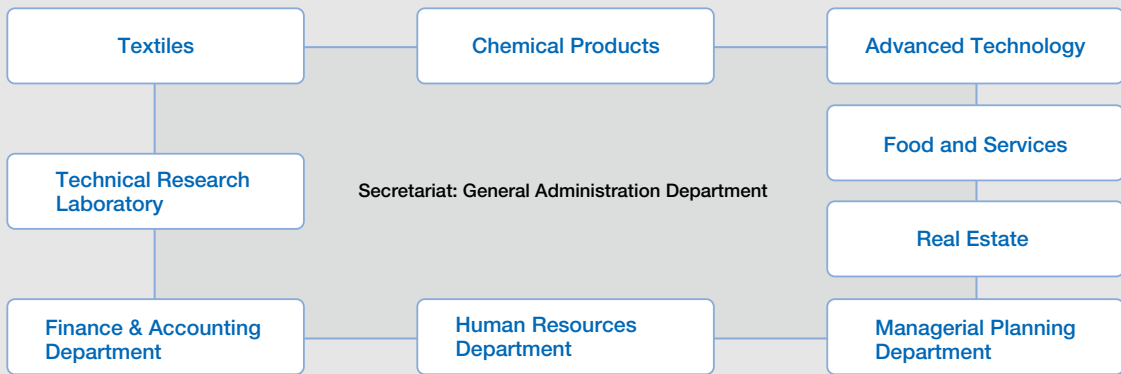 Textiles
Chemical Products
Advanced Technology
Food and Services
Technical Research
Laboratory
Secretariat: General Administration Department
Real Estate
Finance & Accounting
Department
Human Resources
Department
Managerial Planning
Department